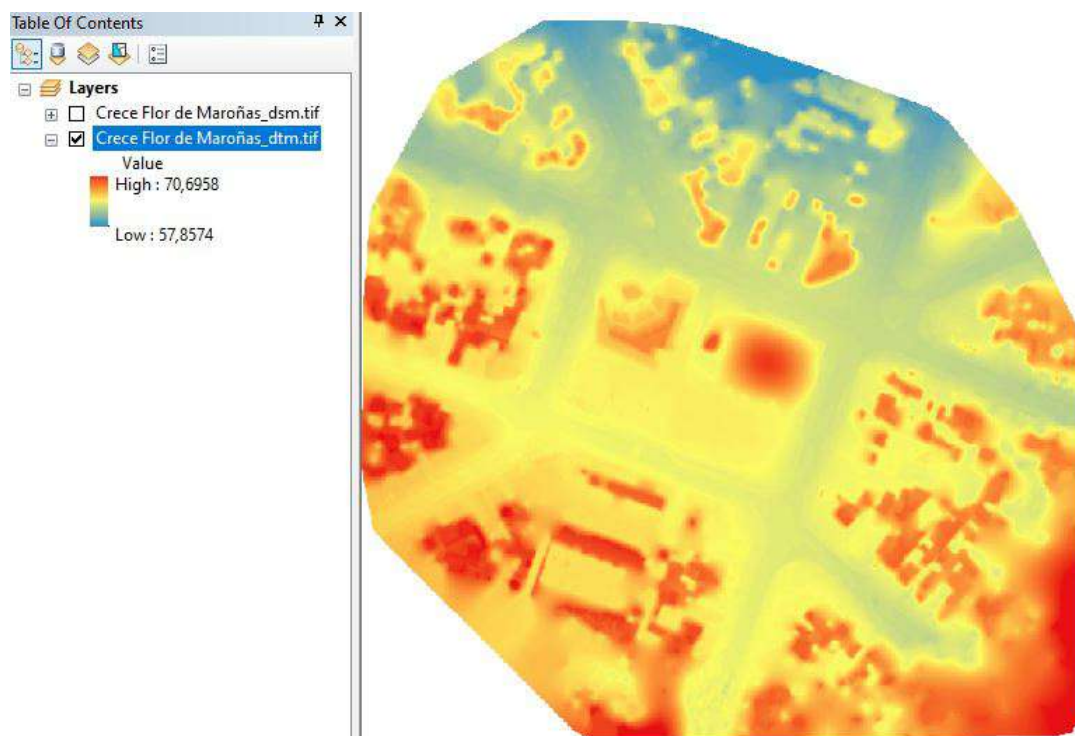 Table Of Contents
Layers
Crece Flor de Maroñas_dsm.tif
Crece Flor de Maroñas_dtm.tif
Value
High : 70,6958
Low : 57,8574